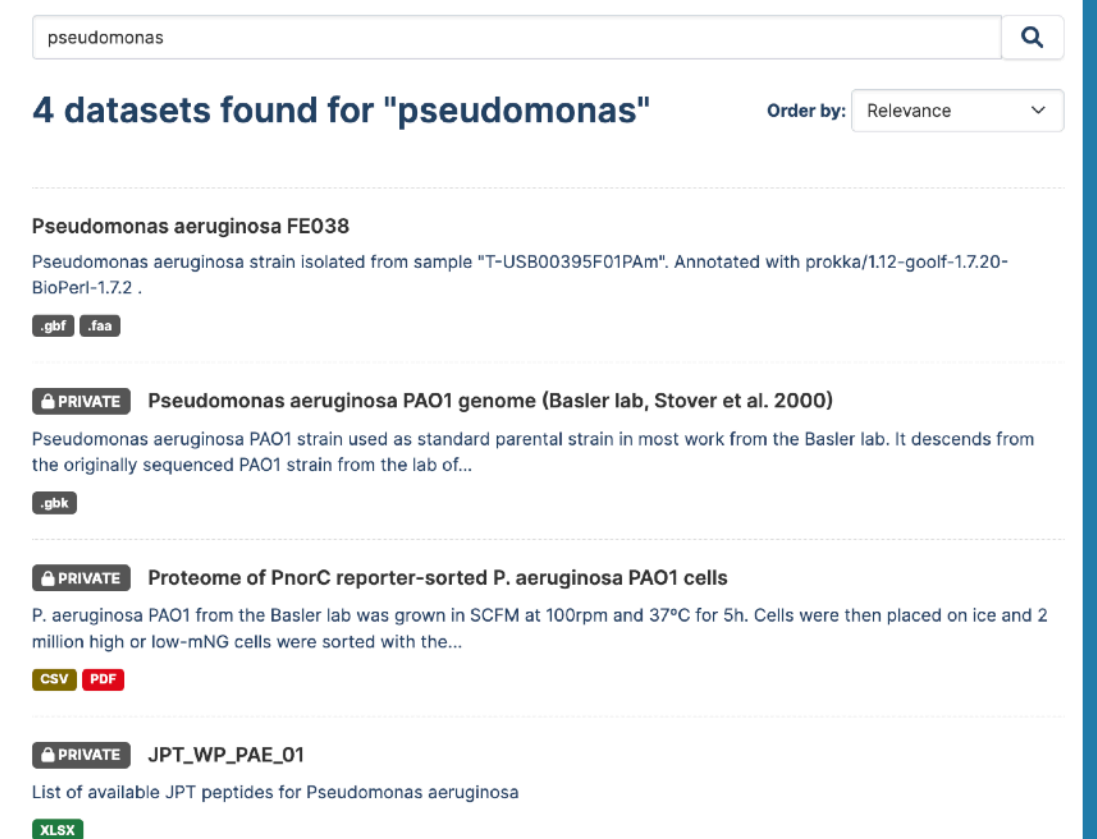 pseudomonas
4 datasets found for "pseudomonas"
Order by: Relevance
Pseudomonas aeruginosa FE038
Pseudomonas aeruginosa strain isolated from sample "T-USB00395F01PAm". Annotated with prokka/1.12-goolf-1.7.20-
BioPerl-1.7.2 .
.gbf .faa
PRIVATE Pseudomonas aeruginosa PAO1 genome (Basler lab, Stover et al. 2000)
Pseudomonas aeruginosa PAO1 strain used as standard parental strain in most work from the Basler lab. It descends from
the originally sequenced PAO1 strain from the lab of...
.gbk
PRIVATE Proteome of PnorC reporter-sorted P. aeruginosa PAO1 cells
P. aeruginosa PAO1 from the Basler lab was grown in SCFM at 100rpm and 37ºC for 5h. Cells were then placed on ice and 2
million high or low-mNG cells were sorted with the...
CSV PDF
PRIVATE JPT_WP_PAE_01
List of available JPT peptides for Pseudomonas aeruginosa
XLSX